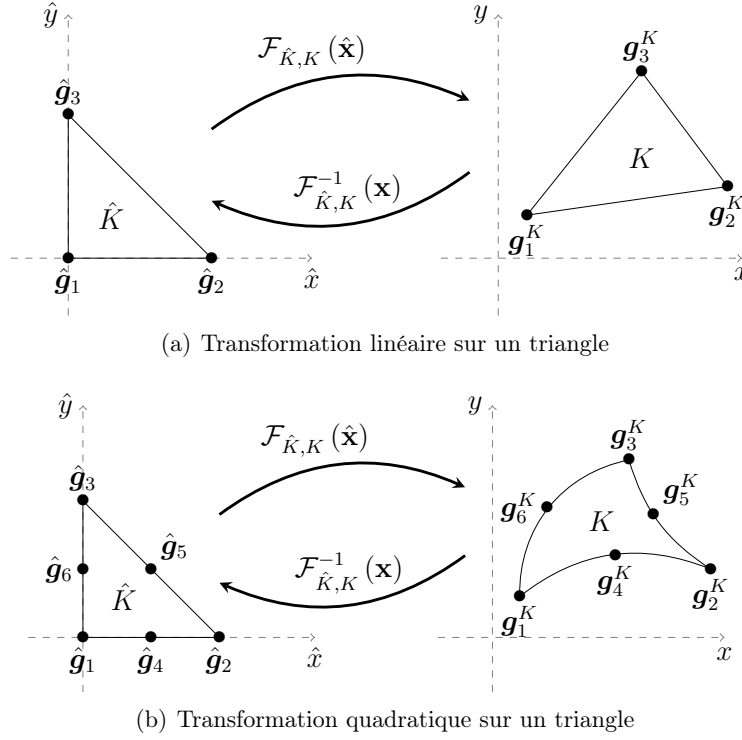 ŷ
𝓕_{K̂,K}(x̂)
y
𝒈₃^K
𝒈̂₃
K
K̂
𝓕⁻¹_{K̂,K}(𝐱)
𝒈₂^K
𝒈₁^K
𝒈̂₁
𝒈̂₂
x̂
x
(a) Transformation linéaire sur un triangle
ŷ
𝓕_{K̂,K}(x̂)
y
𝒈₃^K
𝒈̂₃
𝒈₆^K
𝒈₅^K
K
𝒈̂₅
𝒈̂₆
K̂
𝓕⁻¹_{K̂,K}(𝐱)
𝒈₄^K
𝒈₂^K
𝒈₁^K
𝒈̂₁
𝒈̂₄
𝒈̂₂
x̂
x
(b) Transformation quadratique sur un triangle